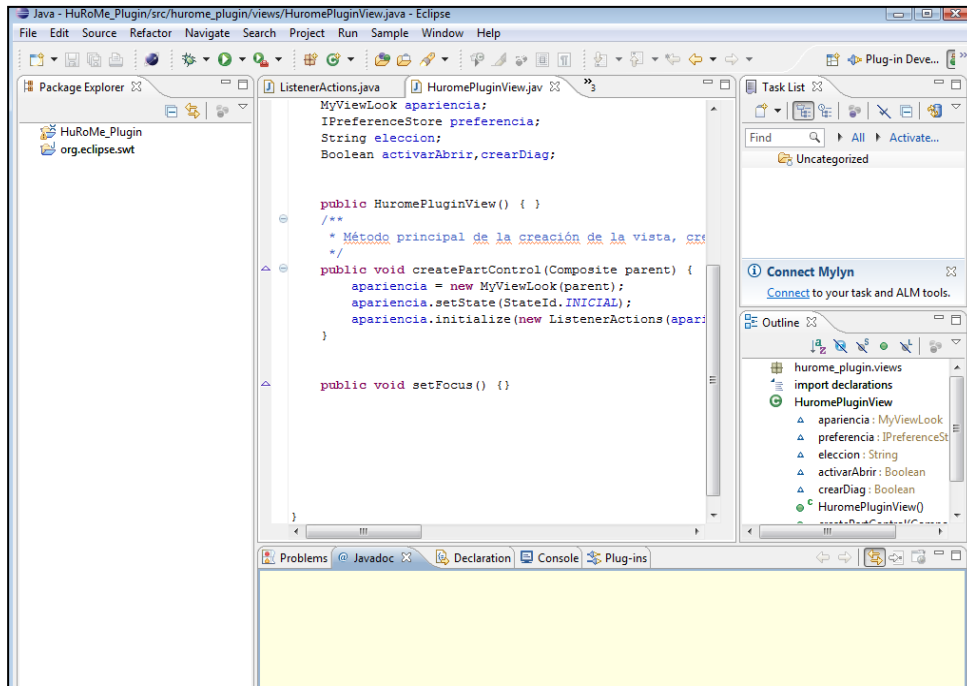 Java - HuRoMe_Plugin/src/hurome_plugin/views/HuromePluginView.java - Eclipse
File Edit Source Refactor Navigate Search Project Run Sample Window Help
Plug-in Deve...
Package Explorer
HuRoMe_Plugin
org.eclipse.swt
ListenerActions.java HuromePluginView.jav »3
MyViewLook apariencia;
IPreferenceStore preferencia;
String eleccion;
Boolean activarAbrir,crearDiag;
public HuromePluginView() { }
/**
* Método principal de la creación de la vista, cre
*/
public void createPartControl(Composite parent) {
apariencia = new MyViewLook(parent);
apariencia.setState(StateId.INICIAL);
apariencia.initialize(new ListenerActions(apari
}
public void setFocus() {}
}
Task List
Find All Activate...
Uncategorized
Connect Mylyn
Connect to your task and ALM tools.
Outline
hurome_plugin.views
import declarations
HuromePluginView
apariencia : MyViewLook
preferencia : IPreferenceSt
eleccion : String
activarAbrir : Boolean
crearDiag : Boolean
HuromePluginView()
Problems @ Javadoc Declaration Console Plug-ins